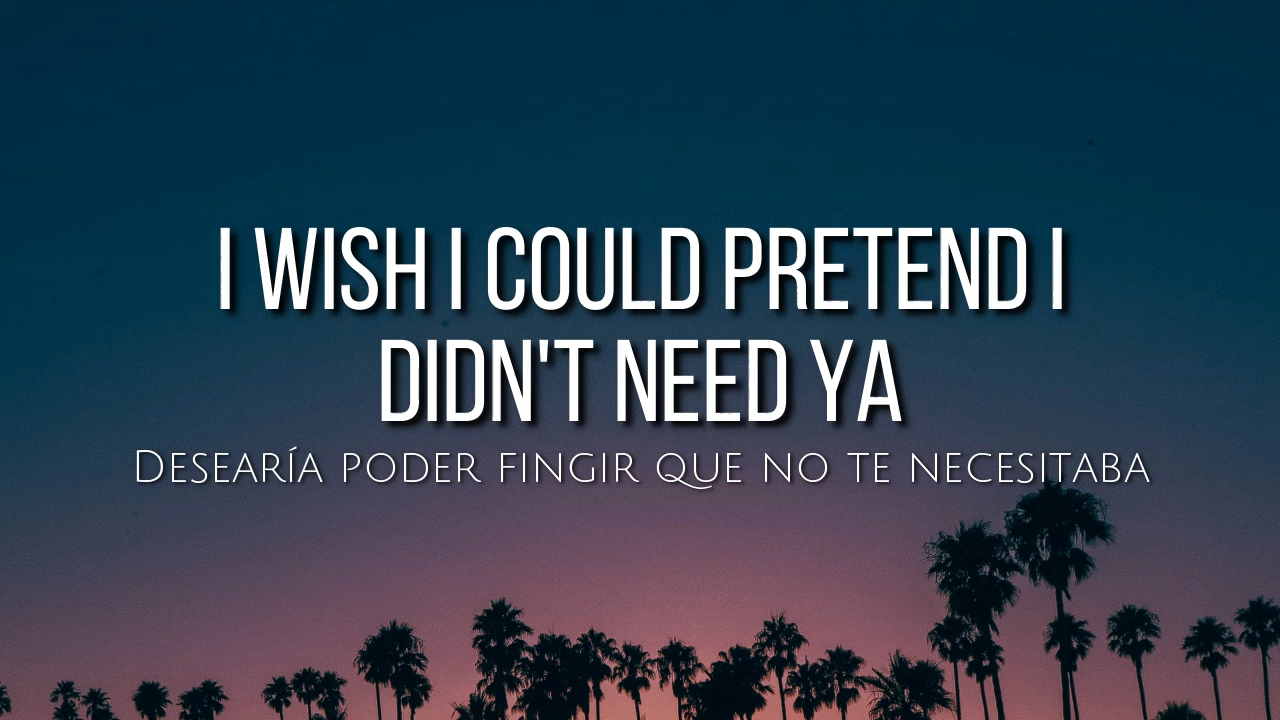 I WISH I COULD PRETEND I
DIDN'T NEED YA
Desearía poder fingir que no te necesitaba